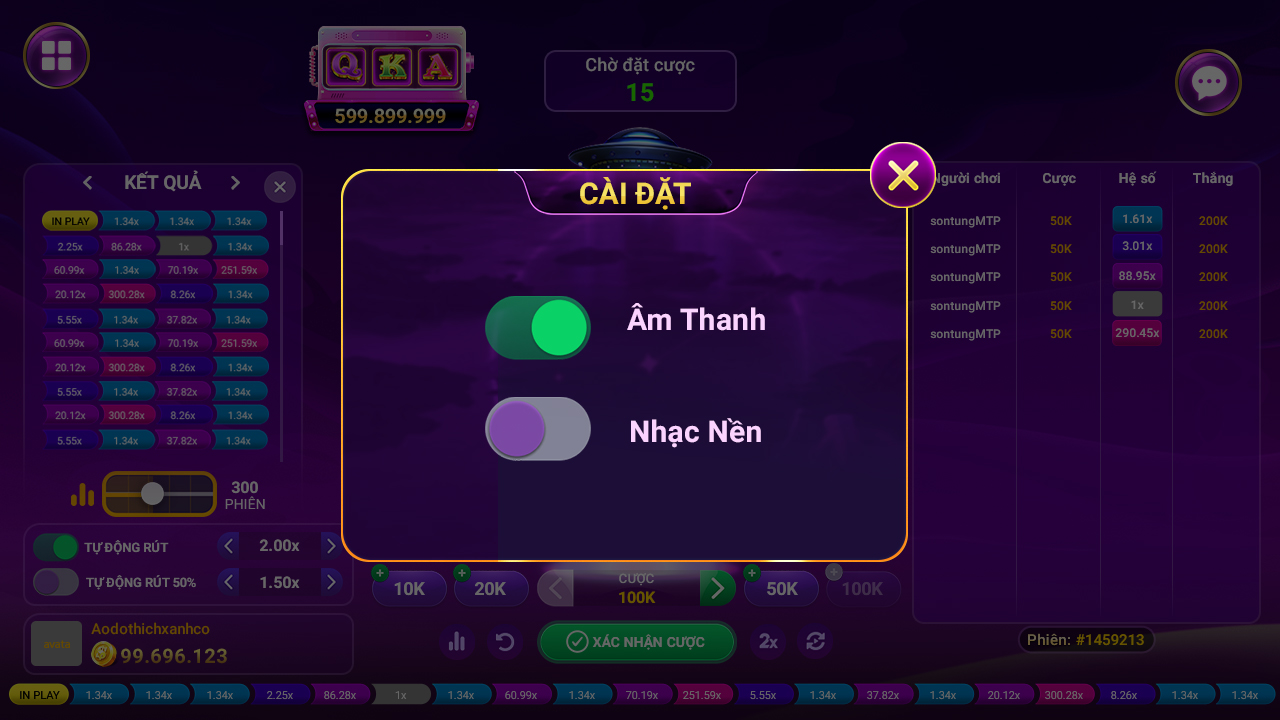 Q K A
599.899.999
Chờ đặt cược
15
KẾT QUẢ
IN PLAY 1.34x 1.34x 1.34x
2.25x 86.28x 1x 1.34x
60.99x 1.34x 70.19x 251.59x
20.12x 300.28x 8.26x 1.34x
5.55x 1.34x 37.82x 1.34x
60.99x 1.34x 70.19x 251.59x
20.12x 300.28x 8.26x 1.34x
5.55x 1.34x 37.82x 1.34x
20.12x 300.28x 8.26x 1.34x
5.55x 1.34x 37.82x 1.34x
300
PHIÊN
TỰ ĐỘNG RÚT 2.00x
TỰ ĐỘNG RÚT 50% 1.50x
avata
Aodothichxanhco
99.696.123
CÀI ĐẶT
Âm Thanh
Nhạc Nền
10K 20K
CƯỢC
100K
50K 100K
XÁC NHẬN CƯỢC 2x
Người chơi Cược Hệ số Thắng
sontungMTP 50K 1.61x 200K
sontungMTP 50K 3.01x 200K
sontungMTP 50K 88.95x 200K
sontungMTP 50K 1x 200K
sontungMTP 50K 290.45x 200K
Phiên: #1459213
IN PLAY 1.34x 1.34x 1.34x 2.25x 86.28x 1x 1.34x 60.99x 1.34x 70.19x 251.59x 5.55x 1.34x 37.82x 1.34x 20.12x 300.28x 8.26x 1.34x 1.34x